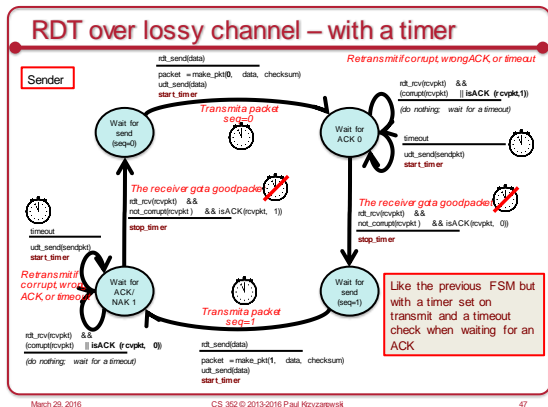 RDT over lossy channel – with a timer
Sender
rdt_send(data)
packet = make_pkt(0, data, checksum)
udt_send(data)
start_timer
Transmit a packet
seq=0
Retransmit if corrupt, wrong ACK, or timeout
rdt_rcv(rcvpkt) &&
(corrupt(rcvpkt) || isACK (rcvpkt,1))
(do nothing; wait for a timeout)
Wait for
send
(seq=0)
Wait for
ACK 0
timeout
udt_send(sendpkt)
start_timer
The receiver got a good packet
rdt_rcv(rcvpkt) &&
not_corrupt(rcvpkt) && isACK(rcvpkt, 1))
stop_timer
The receiver got a good packet
rdt_rcv(rcvpkt) &&
not_corrupt(rcvpkt) && isACK(rcvpkt, 0))
stop_timer
timeout
udt_send(sendpkt)
start_timer
Retransmit if
corrupt, wrong
ACK, or timeout
Wait for
ACK/
NAK 1
Wait for
send
(seq=1)
Transmit a packet
seq=1
rdt_rcv(rcvpkt) &&
(corrupt(rcvpkt) || isACK (rcvpkt, 0))
(do nothing; wait for a timeout)
rdt_send(data)
packet = make_pkt(1, data, checksum)
udt_send(data)
start_timer
Like the previous FSM but
with a timer set on
transmit and a timeout
check when waiting for an
ACK
March 29, 2016
CS 352 © 2013-2016 Paul Krzyzanowski
47